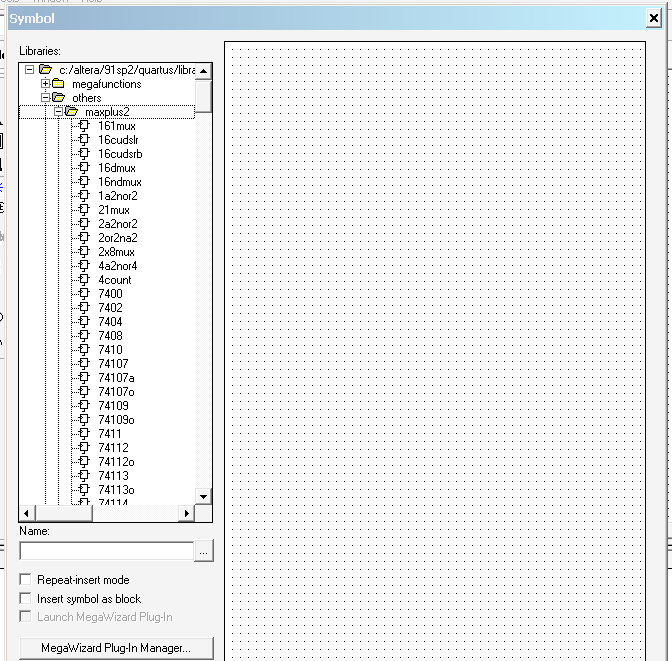 Symbol
Libraries:
c:/altera/91sp2/quartus/libra
megafunctions
others
maxplus2
161mux
16cudslr
16cudsrb
16dmux
16ndmux
1a2nor2
21mux
2a2nor2
2or2na2
2x8mux
4a2nor4
4count
7400
7402
7404
7408
7410
74107
74107a
74107o
74109
74109o
7411
74112
74112o
74113
74113o
74114
Name:
...
Repeat-insert mode
Insert symbol as block
Launch MegaWizard Plug-In
MegaWizard Plug-In Manager...